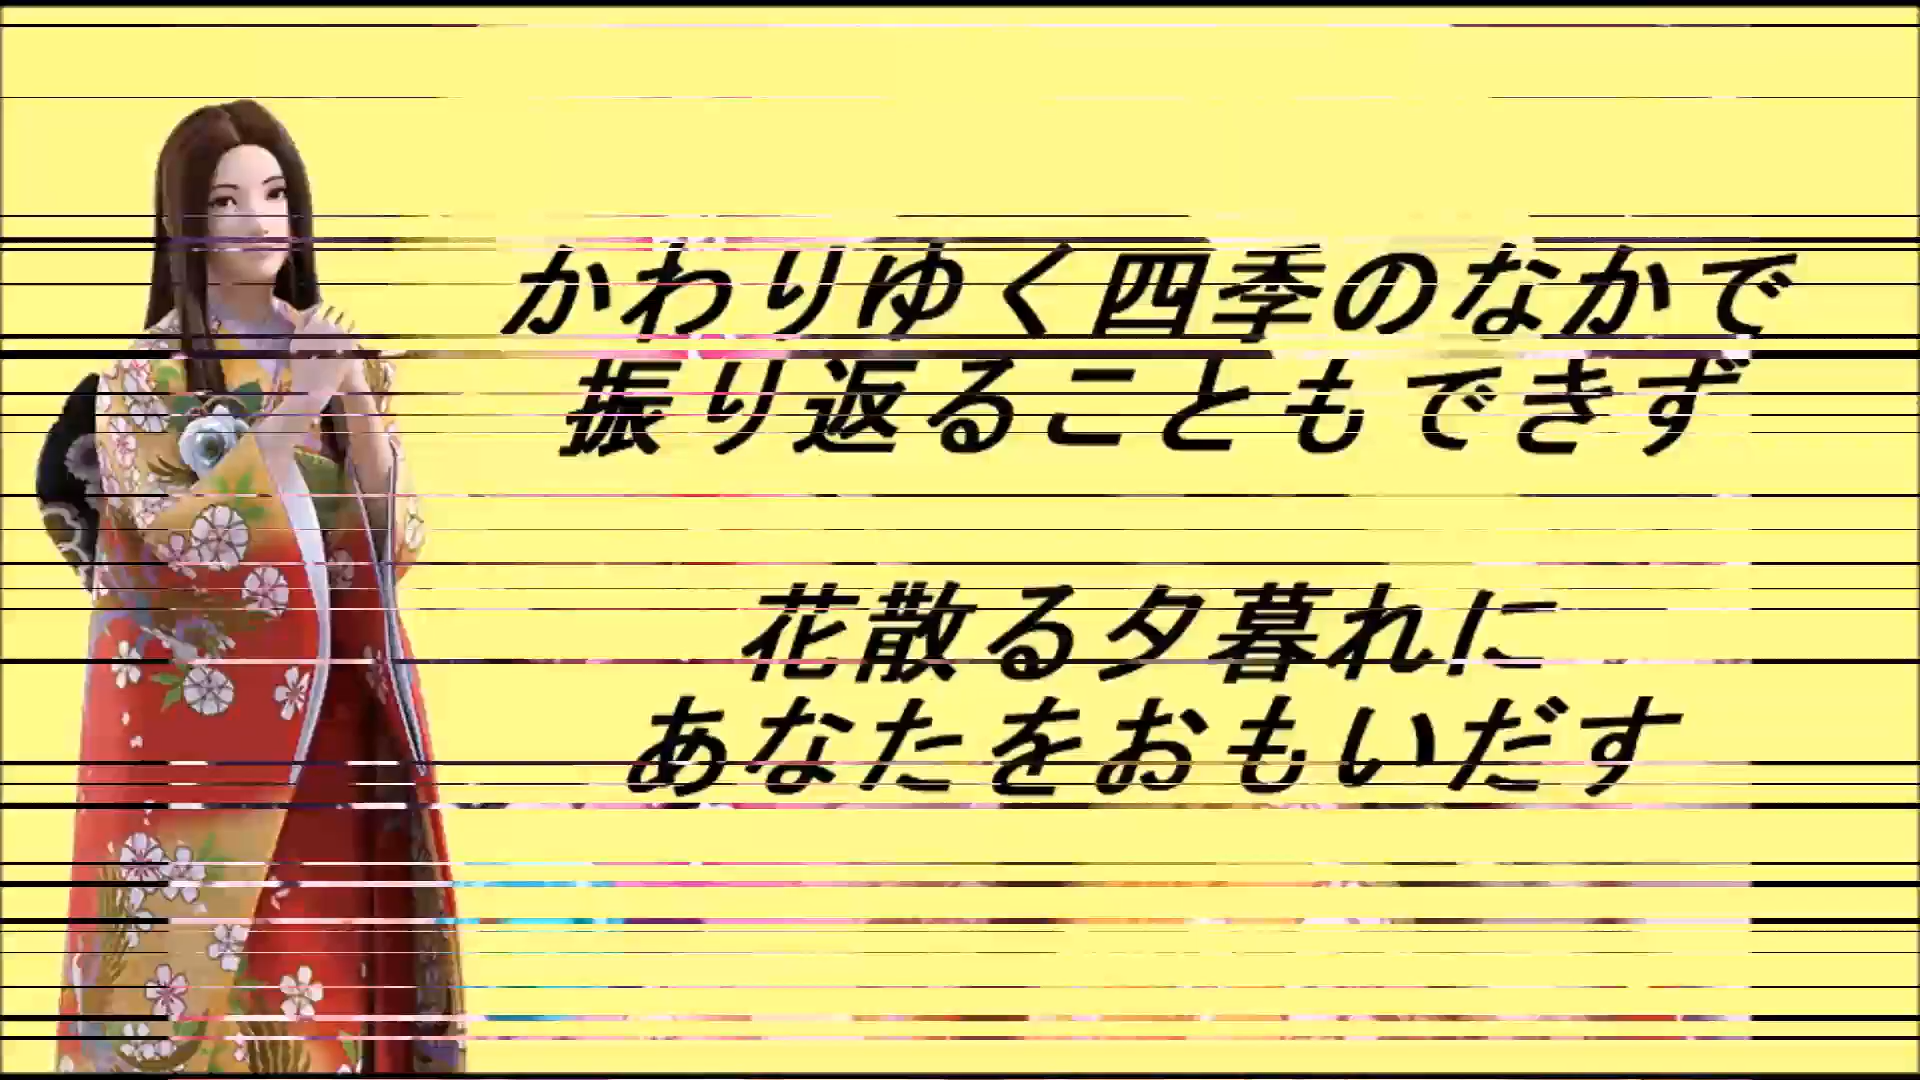 かわりゆく四季のなかで
振り返ることもできず
花散る夕暮れに
あなたをおもいだす